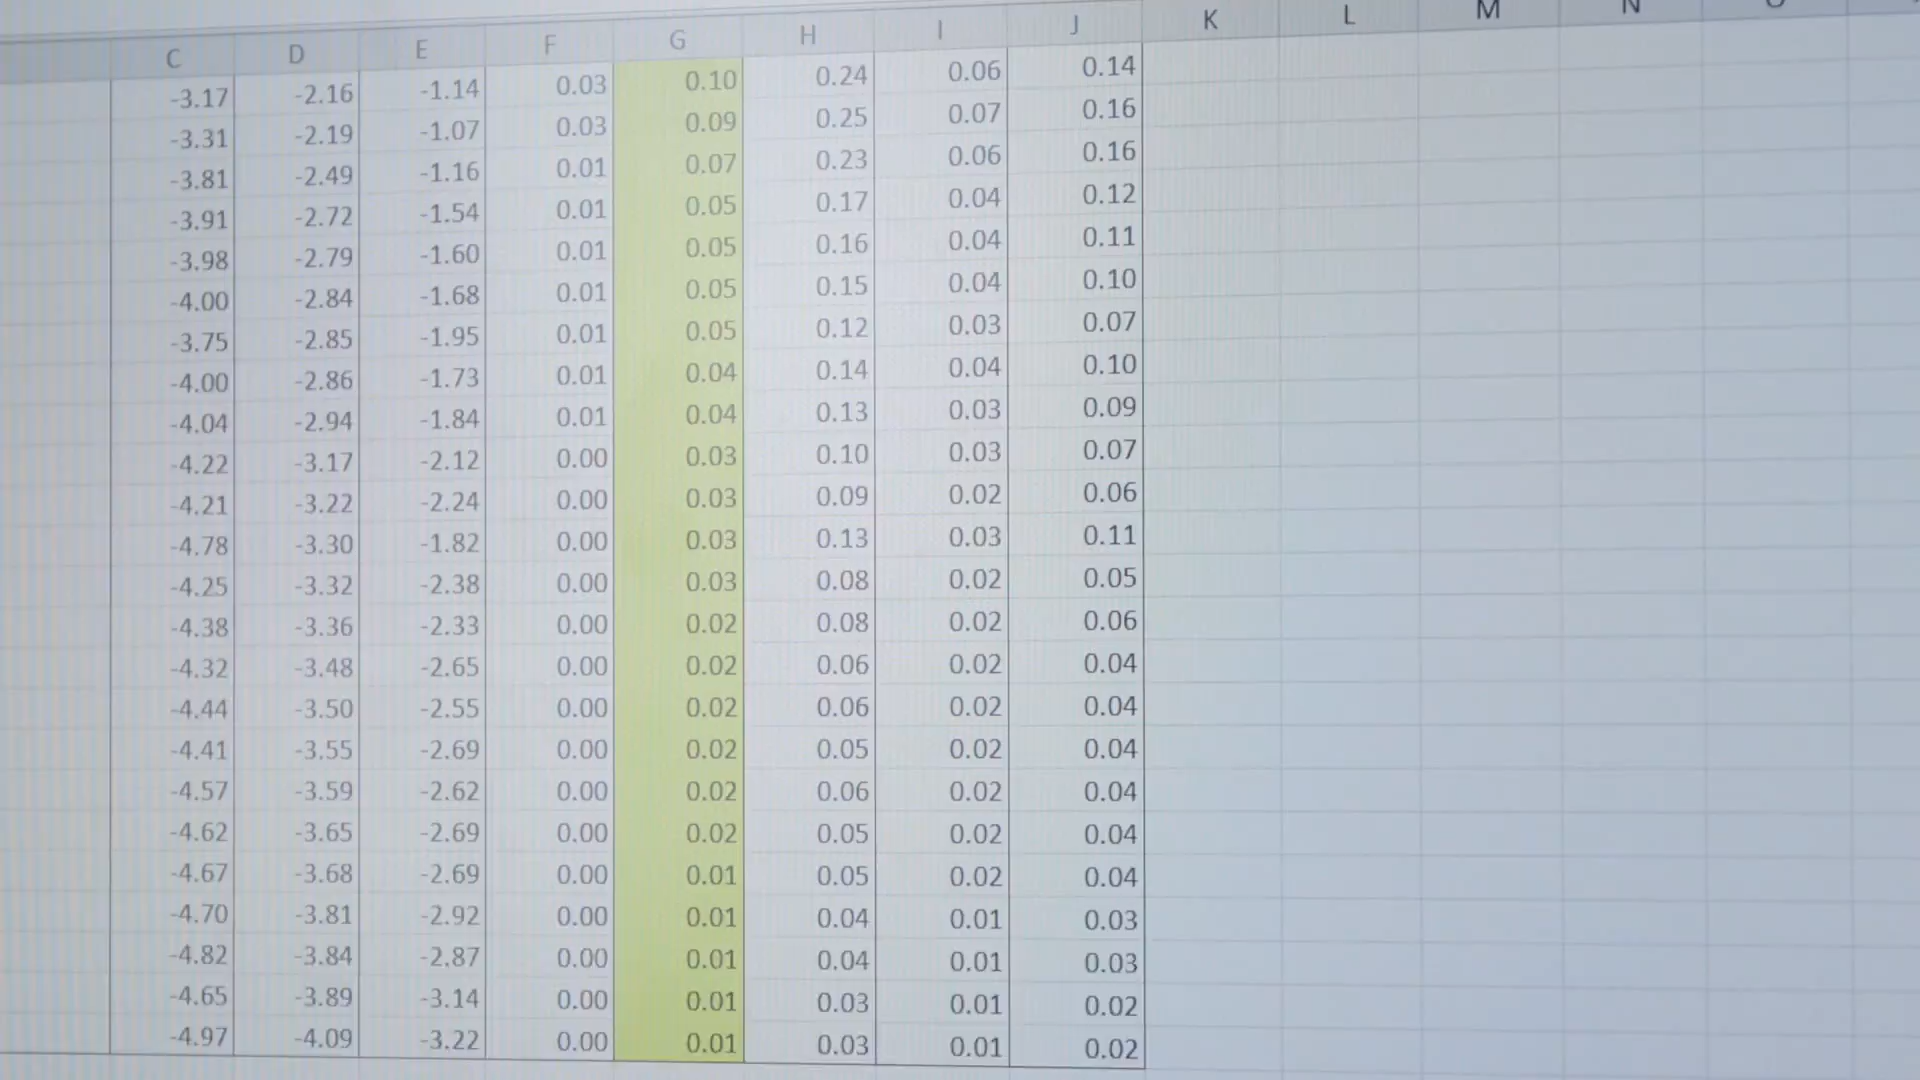 C D E F G H I J K L M N
-3.17 -2.16 -1.14 0.03 0.10 0.24 0.06 0.14
-3.31 -2.19 -1.07 0.03 0.09 0.25 0.07 0.16
-3.81 -2.49 -1.16 0.01 0.07 0.23 0.06 0.16
-3.91 -2.72 -1.54 0.01 0.05 0.17 0.04 0.12
-3.98 -2.79 -1.60 0.01 0.05 0.16 0.04 0.11
-4.00 -2.84 -1.68 0.01 0.05 0.15 0.04 0.10
-3.75 -2.85 -1.95 0.01 0.05 0.12 0.03 0.07
-4.00 -2.86 -1.73 0.01 0.04 0.14 0.04 0.10
-4.04 -2.94 -1.84 0.01 0.04 0.13 0.03 0.09
-4.22 -3.17 -2.12 0.00 0.03 0.10 0.03 0.07
-4.21 -3.22 -2.24 0.00 0.03 0.09 0.02 0.06
-4.78 -3.30 -1.82 0.00 0.03 0.13 0.03 0.11
-4.25 -3.32 -2.38 0.00 0.03 0.08 0.02 0.05
-4.38 -3.36 -2.33 0.00 0.02 0.08 0.02 0.06
-4.32 -3.48 -2.65 0.00 0.02 0.06 0.02 0.04
-4.44 -3.50 -2.55 0.00 0.02 0.06 0.02 0.04
-4.41 -3.55 -2.69 0.00 0.02 0.05 0.02 0.04
-4.57 -3.59 -2.62 0.00 0.02 0.06 0.02 0.04
-4.62 -3.65 -2.69 0.00 0.02 0.05 0.02 0.04
-4.67 -3.68 -2.69 0.00 0.01 0.05 0.02 0.04
-4.70 -3.81 -2.92 0.00 0.01 0.04 0.01 0.03
-4.82 -3.84 -2.87 0.00 0.01 0.04 0.01 0.03
-4.65 -3.89 -3.14 0.00 0.01 0.03 0.01 0.02
-4.97 -4.09 -3.22 0.00 0.01 0.03 0.01 0.02